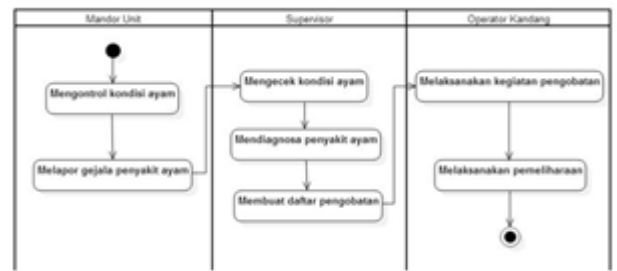 Mandor Unit
Supervisor
Operator Kandang
Mengontrol kondisi ayam
Melapor gejala penyakit ayam
Mengecek kondisi ayam
Mendiagnosa penyakit ayam
Membuat daftar pengobatan
Melaksanakan kegiatan pengobatan
Melaksanakan pemeliharaan